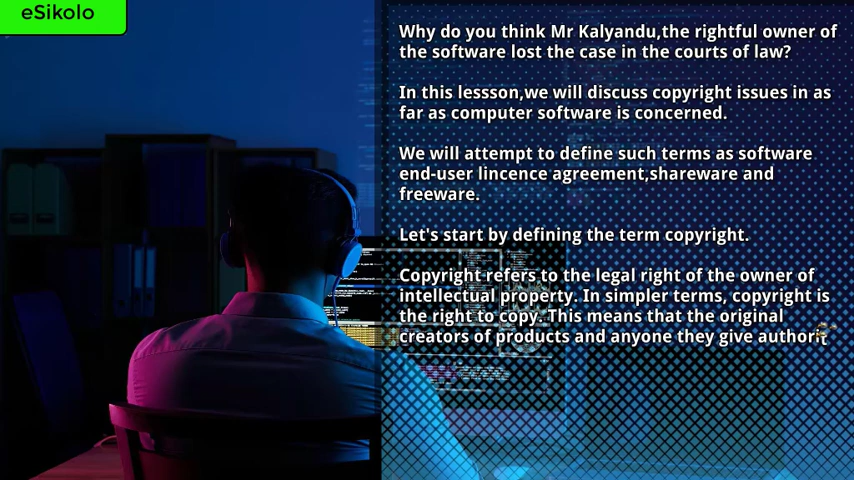 eSikolo
Why do you think Mr Kalyandu,the rightful owner of
the software lost the case in the courts of law?
In this lessson,we will discuss copyright issues in as
far as computer software is concerned.
We will attempt to define such terms as software
end-user lincence agreement,shareware and
freeware.
Let's start by defining the term copyright.
Copyright refers to the legal right of the owner of
intellectual property. In simpler terms, copyright is
the right to copy. This means that the original
creators of products and anyone they give authorit